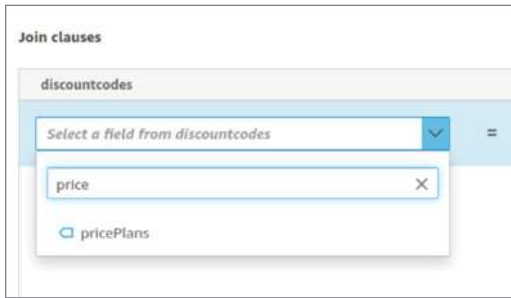 Join clauses
discountcodes
Select a field from discountcodes
=
price
pricePlans